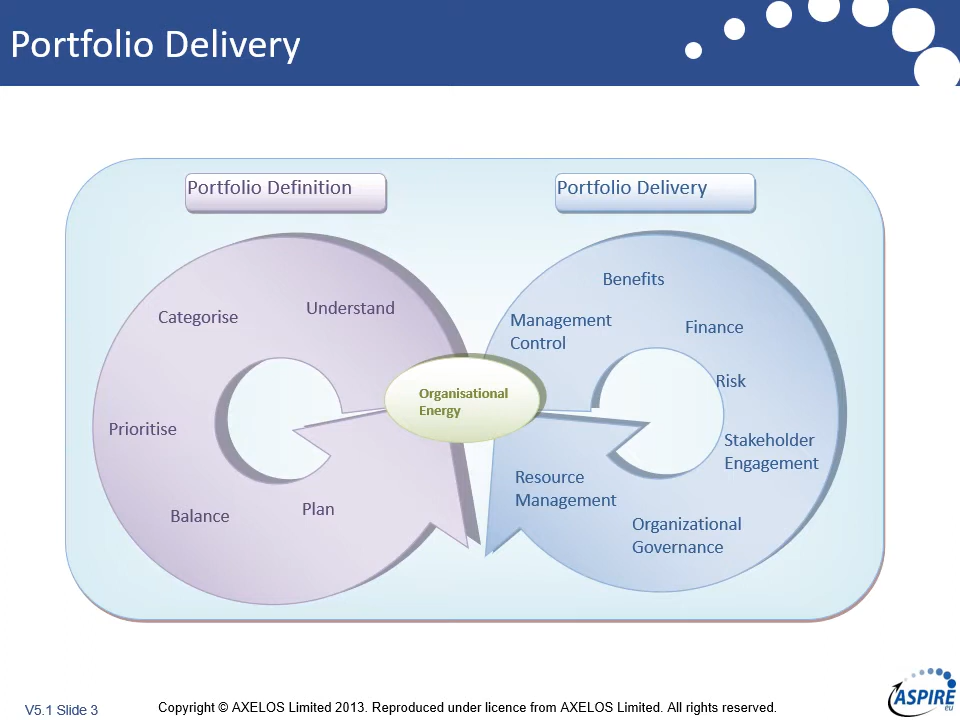 Portfolio Delivery
Portfolio Definition
Portfolio Delivery
Understand
Categorise
Prioritise
Balance
Plan
Organisational
Energy
Benefits
Management
Control
Finance
Risk
Stakeholder
Engagement
Resource
Management
Organizational
Governance
V5.1 Slide 3
Copyright © AXELOS Limited 2013. Reproduced under licence from AXELOS Limited. All rights reserved.
ASPIRE
eu